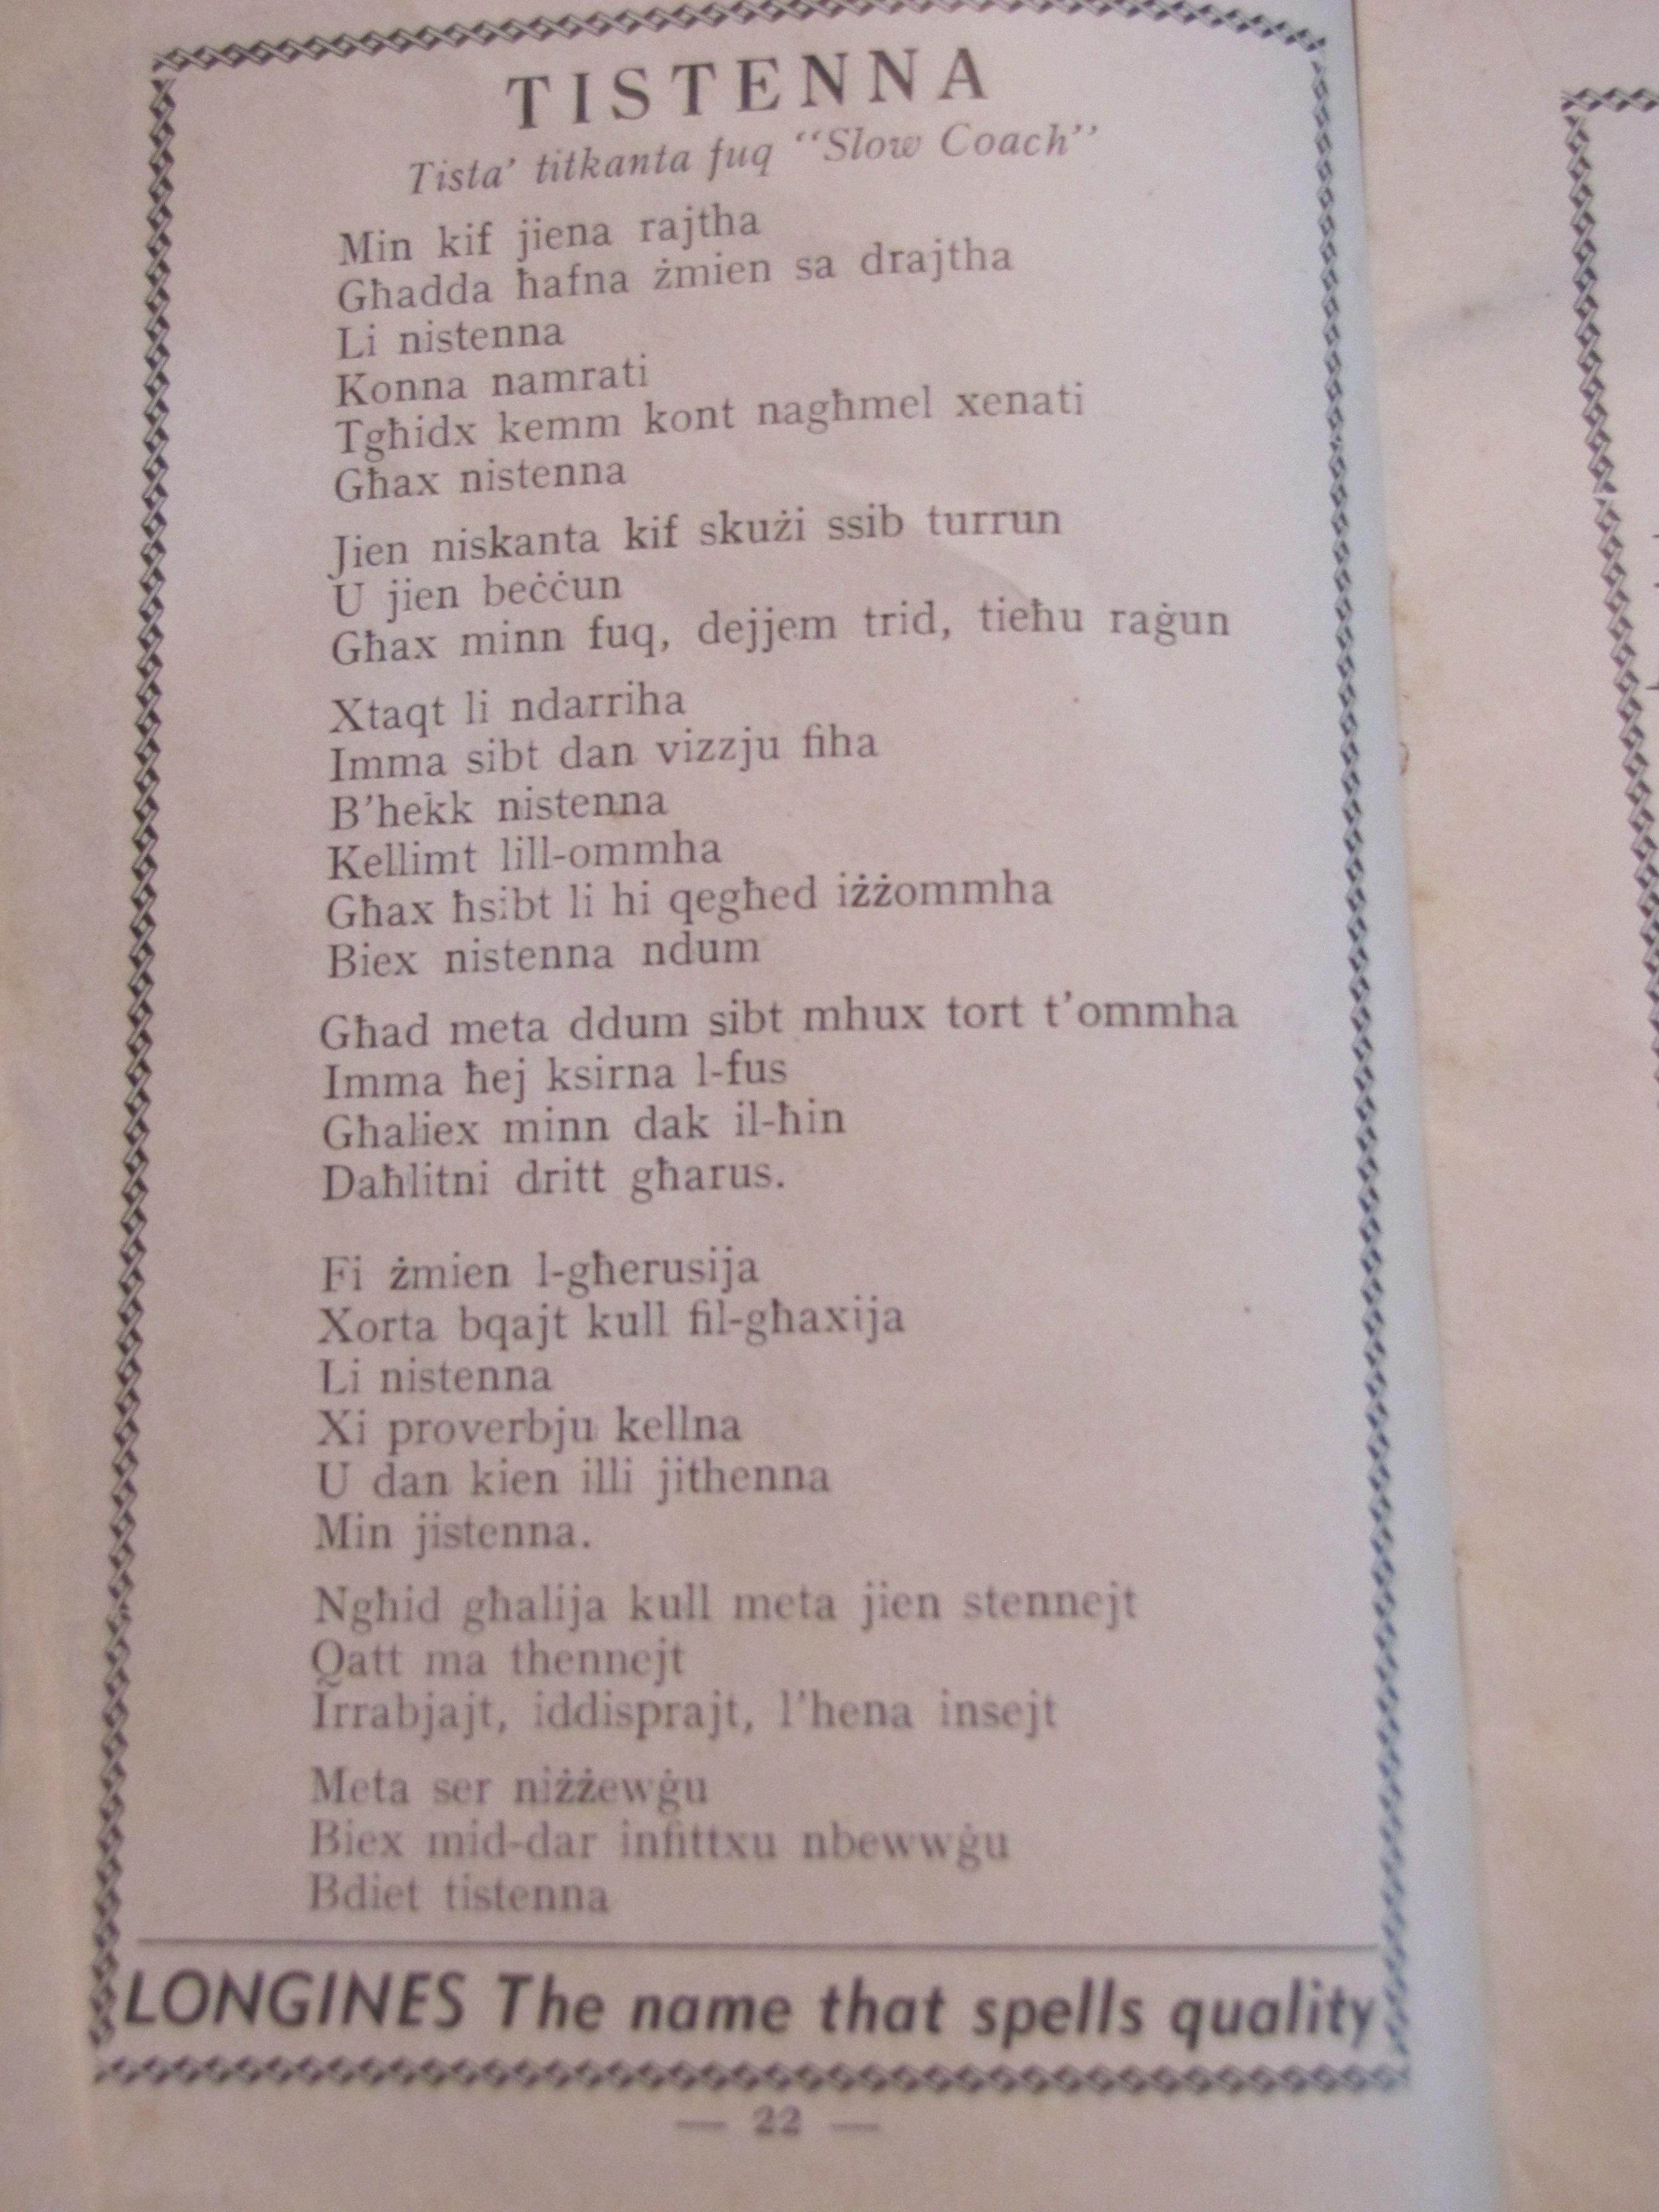 TISTENNA
Tista' titkanta fuq "Slow Coach"
Min kif jiena rajtha
Għadda ħafna żmien sa drajtha
Li nistenna
Konna namrati
Tgħidx kemm kont nagħmel xenati
Għax nistenna
Jien niskanta kif skużi ssib turrun
U jien beċċun
Għax minn fuq, dejjem trid, tieħu raġun
Xtaqt li ndarriha
Imma sibt dan vizzju fiha
B'hekk nistenna
Kellimt lill-ommha
Għax ħsibt li hi qegħed iżżommha
Biex nistenna ndum
Għad meta ddum sibt mhux tort t'ommha
Imma ħej ksirna l-fus
Għaliex minn dak il-ħin
Daħlitni dritt għarus.
Fi żmien l-għerusija
Xorta bqajt kull fil-għaxija
Li nistenna
Xi proverbju kellna
U dan kien illi jithenna
Min jistenna.
Ngħid għalija kull meta jien stennejt
Qatt ma thennejt
Irrabjajt, iddisprajt, l'hena insejt
Meta ser niżżewġu
Biex mid-dar infittxu nbewwġu
Bdiet tistenna
LONGINES The name that spells quality
— 22 —